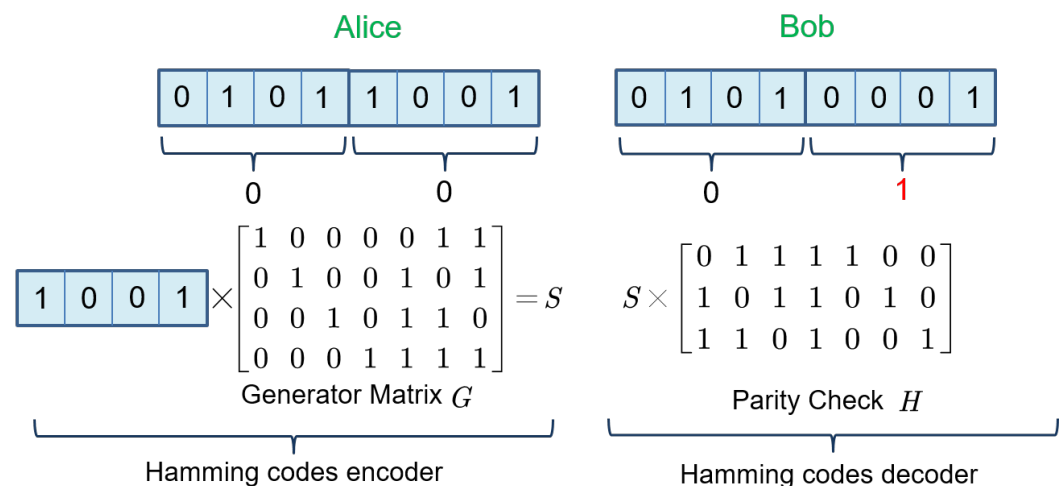 Alice Bob
0 1 0 1 1 0 0 1 0 1 0 1 0 0 0 1
0 0 0 1
1 0 0 1 × [1 0 0 0 0 1 1
0 1 0 0 1 0 1
0 0 1 0 1 1 0
0 0 0 1 1 1 1] = S
Generator Matrix G
Hamming codes encoder
S × [0 1 1 1 1 0 0
1 0 1 1 0 1 0
1 1 0 1 0 0 1]
Parity Check H
Hamming codes decoder